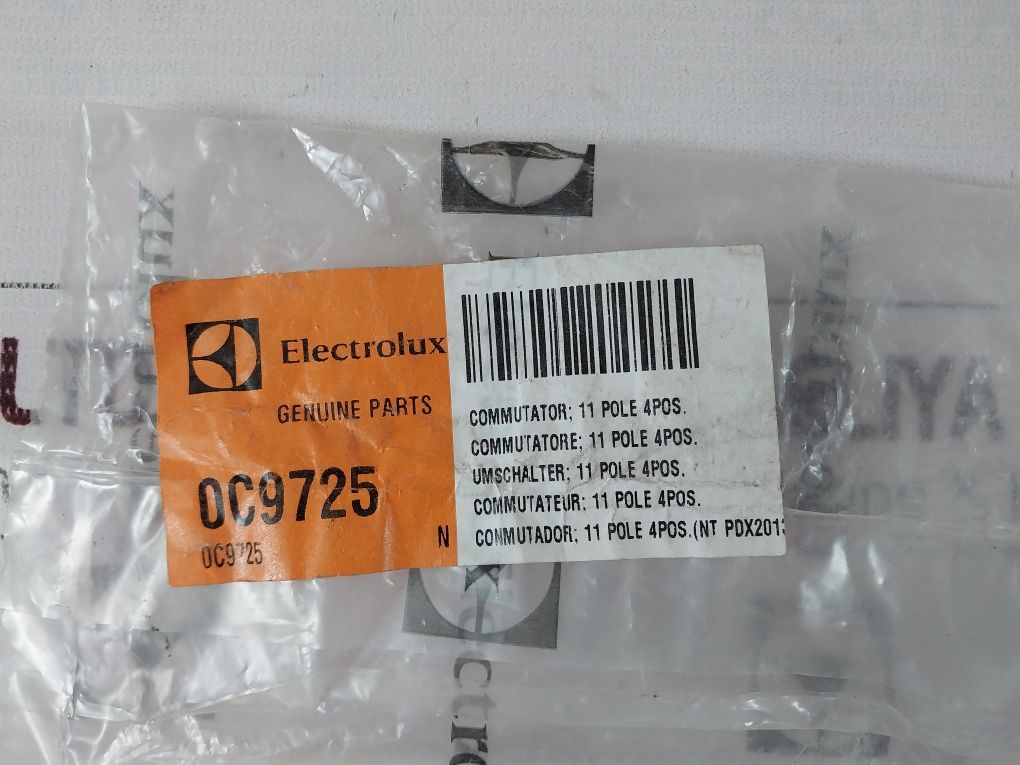 Electrolux
GENUINE PARTS
0C9725
0C9725
N
COMMUTATOR; 11 POLE 4POS.
COMMUTATORE; 11 POLE 4POS.
UMSCHALTER; 11 POLE 4POS.
COMMUTATEUR; 11 POLE 4POS.
CONMUTADOR; 11 POLE 4POS.(NT PDX201